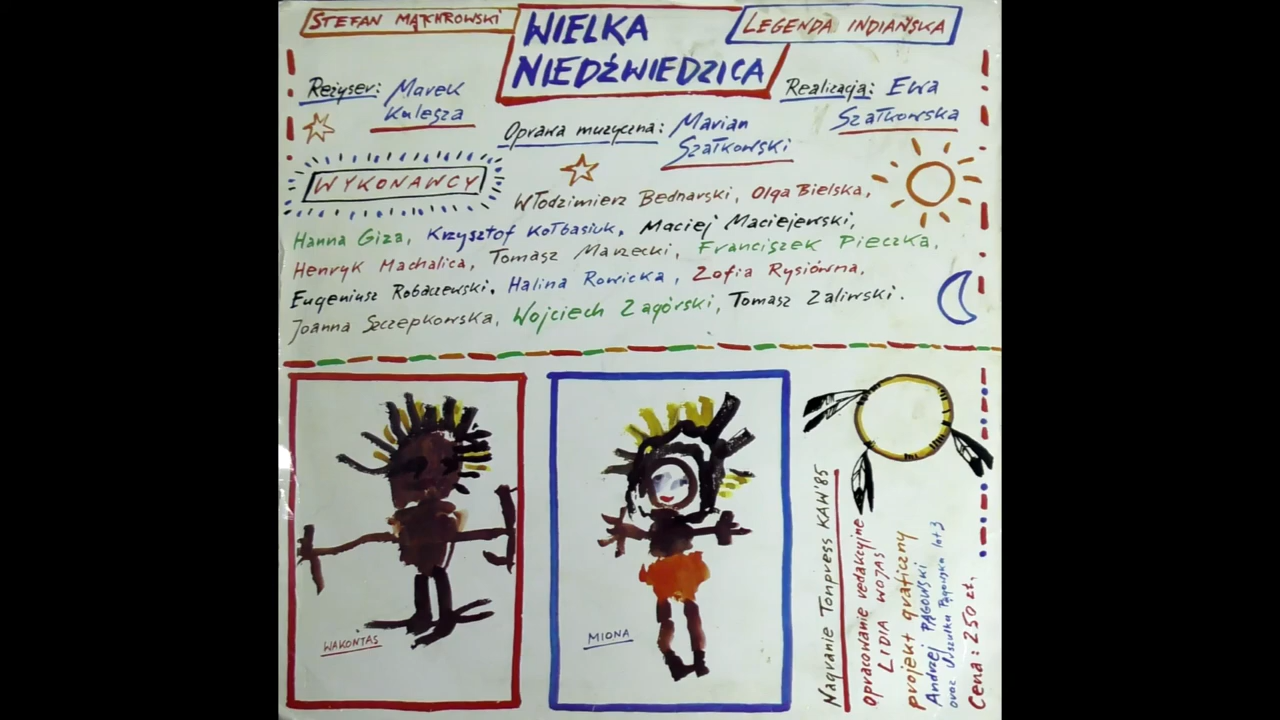 STEFAN MĄTCHROWSKI
WIELKA
NIEDŹWIEDZICA
LEGENDA INDIAŃSKA
Reżyser: Marek
Kulesza
Oprawa muzyczna: Marian
Szałkowski
Realizacja: Ewa
Szałkowska
WYKONAWCY
Włodzimierz Bednarski, Olga Bielska,
Hanna Giza, Krzysztof Kołbasiuk, Maciej Maciejewski,
Henryk Machalica, Tomasz Marzecki, Franciszek Pieczka,
Eugeniusz Robaczewski, Halina Rowicka, Zofia Rysiówna,
Joanna Szczepkowska, Wojciech Zagórski, Tomasz Zaliwski.
WAKONTAS
MIONA
Nagranie Tonpress KAW'85
opracowanie redakcyjne
LIDIA WOJAS
projekt graficzny
Andrzej PĄGOWSKI
oraz Urszulka Pągowska lat 3
Cena: 250 zł.